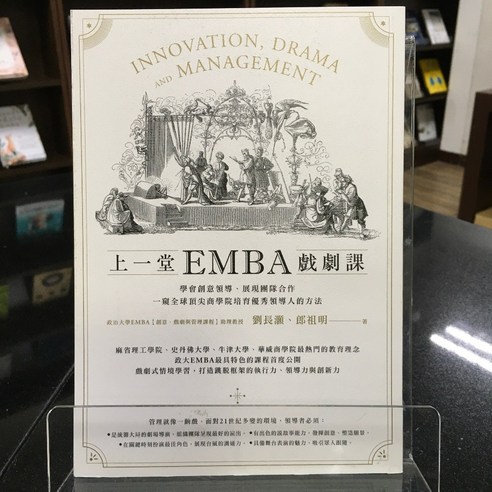 INNOVATION, DRAMA
AND MANAGEMENT
上一堂 EMBA 戲劇課
學會創意領導、展現團隊合作
一窺全球頂尖商學院培育優秀領導人的方法
政治大學EMBA【創意、戲劇與管理課程】助理教授 劉長灝、郎祖明 著
麻省理工學院、史丹佛大學、牛津大學、華威商學院最熱門的教育理念
政大EMBA最具特色的課程首度公開
戲劇式情境學習、打造跳脫框架的執行力、領導力與創新力
管理就像一齣戲，面對21世紀多變的環境，領導者必須：